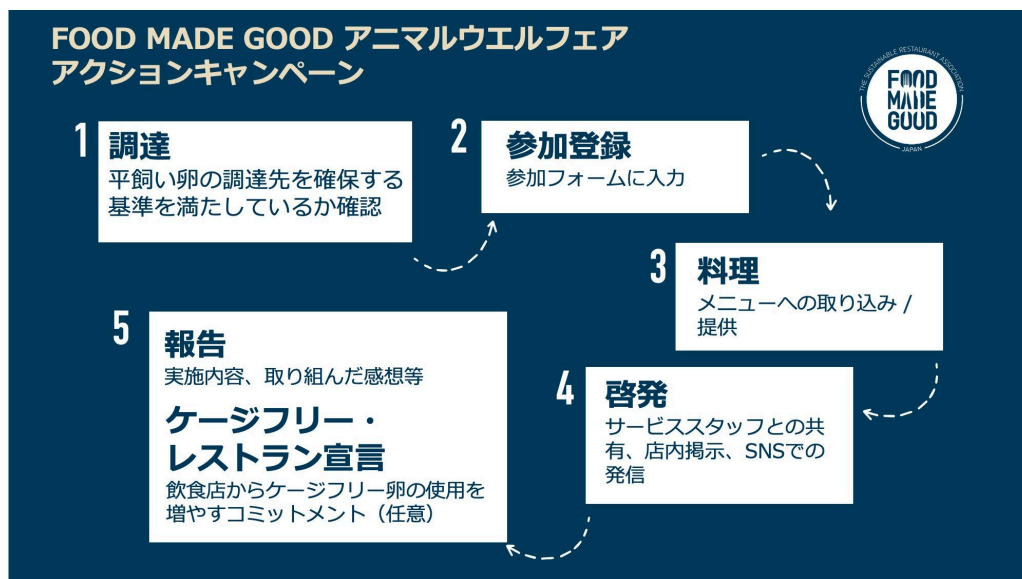 FOOD MADE GOOD アニマルウエルフェア
アクションキャンペーン
THE SUSTAINABLE RESTAURANT ASSOCIATION
FOOD
MADE
GOOD
JAPAN
1
調達
平飼い卵の調達先を確保する
基準を満たしているか確認
2
参加登録
参加フォームに入力
3
料理
メニューへの取り込み /
提供
4
啓発
サービススタッフとの共
有、店内掲示、SNSでの
発信
5
報告
実施内容、取り組んだ感想等
ケージフリー・
レストラン宣言
飲食店からケージフリー卵の使用を
増やすコミットメント（任意）